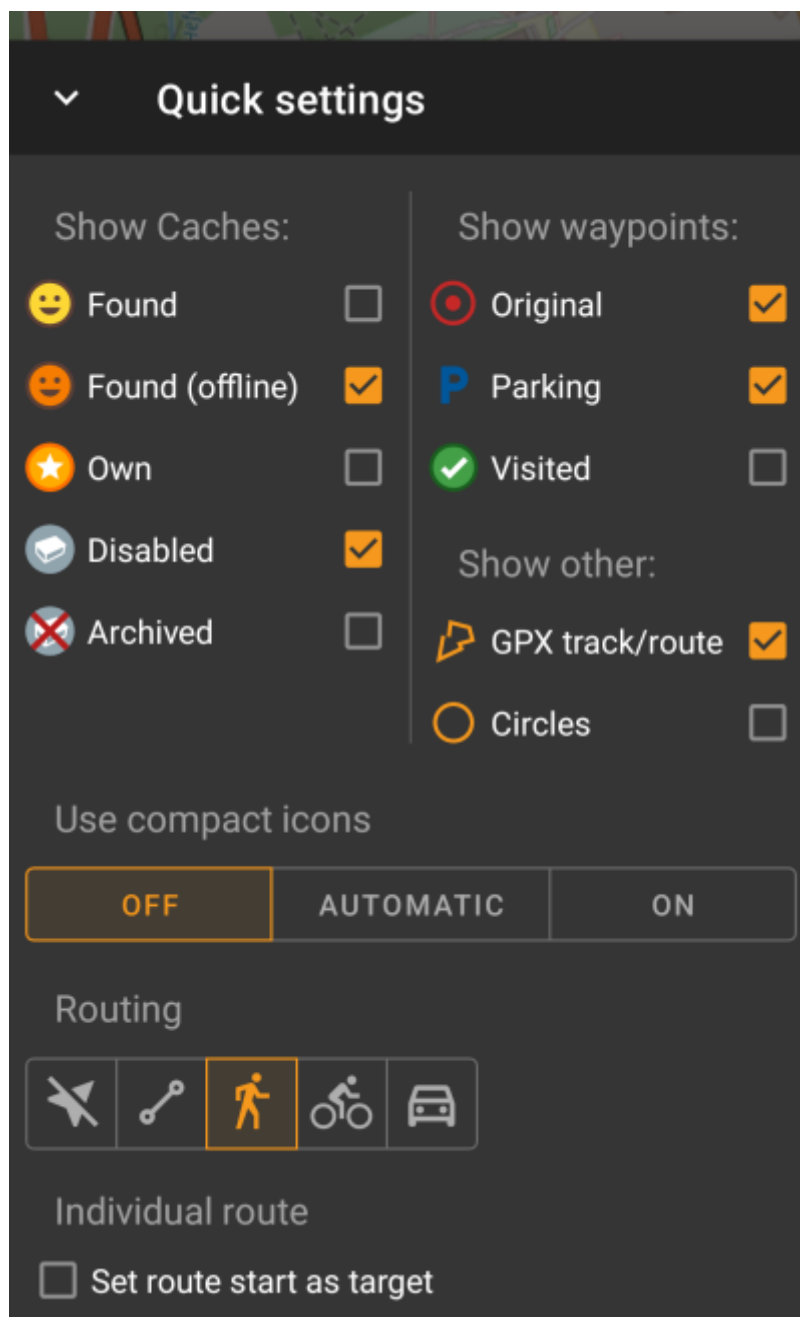 Quick settings
Show Caches:
Found
Found (offline)
Own
Disabled
Archived
Show waypoints:
Original
P Parking
Visited
Show other:
GPX track/route
Circles
Use compact icons
OFF AUTOMATIC ON
Routing
Individual route
Set route start as target